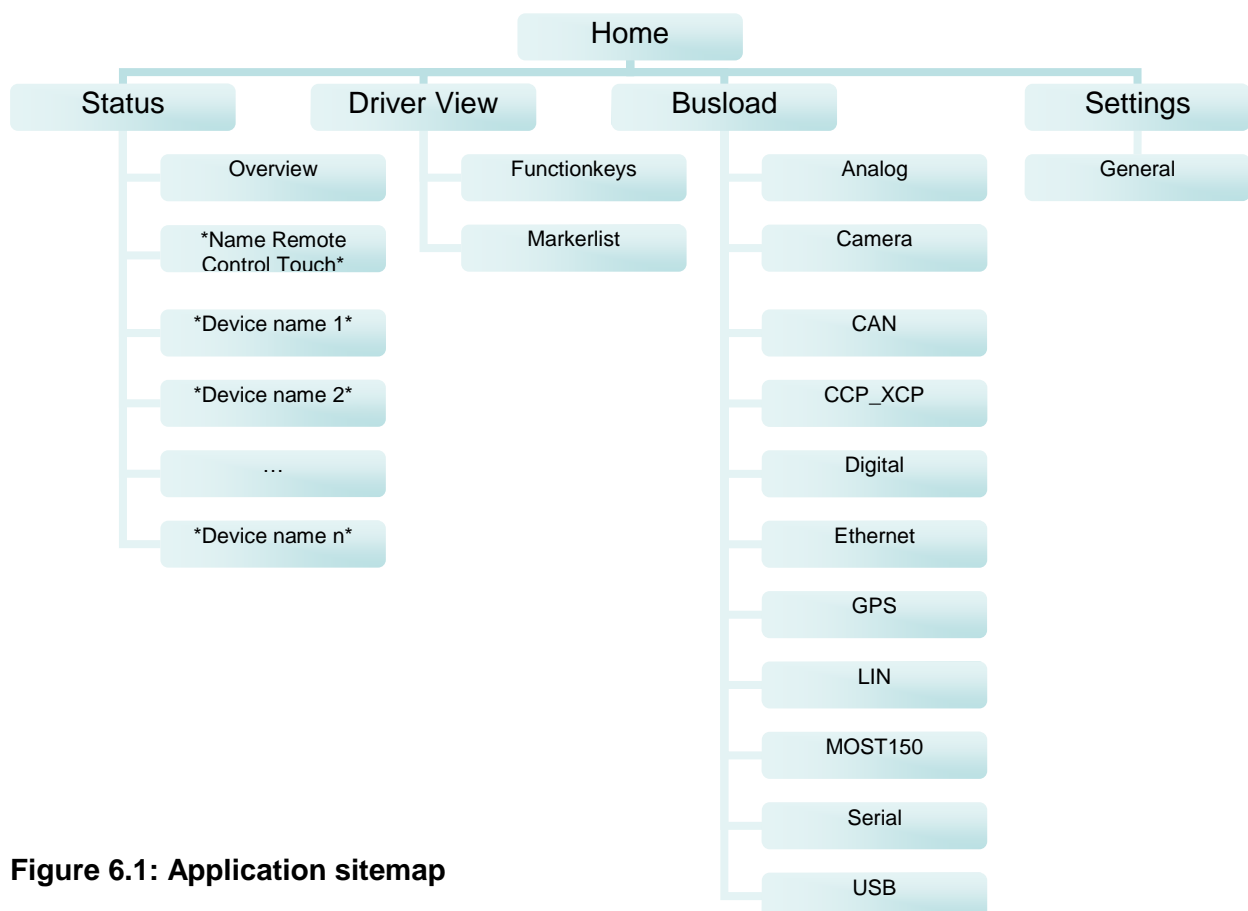 Home
Status
Driver View
Busload
Settings
Overview
*Name Remote
Control Touch*
*Device name 1*
*Device name 2*
…
*Device name n*
Functionkeys
Markerlist
Analog
Camera
CAN
CCP_XCP
Digital
Ethernet
GPS
LIN
MOST150
Serial
USB
General
Figure 6.1: Application sitemap